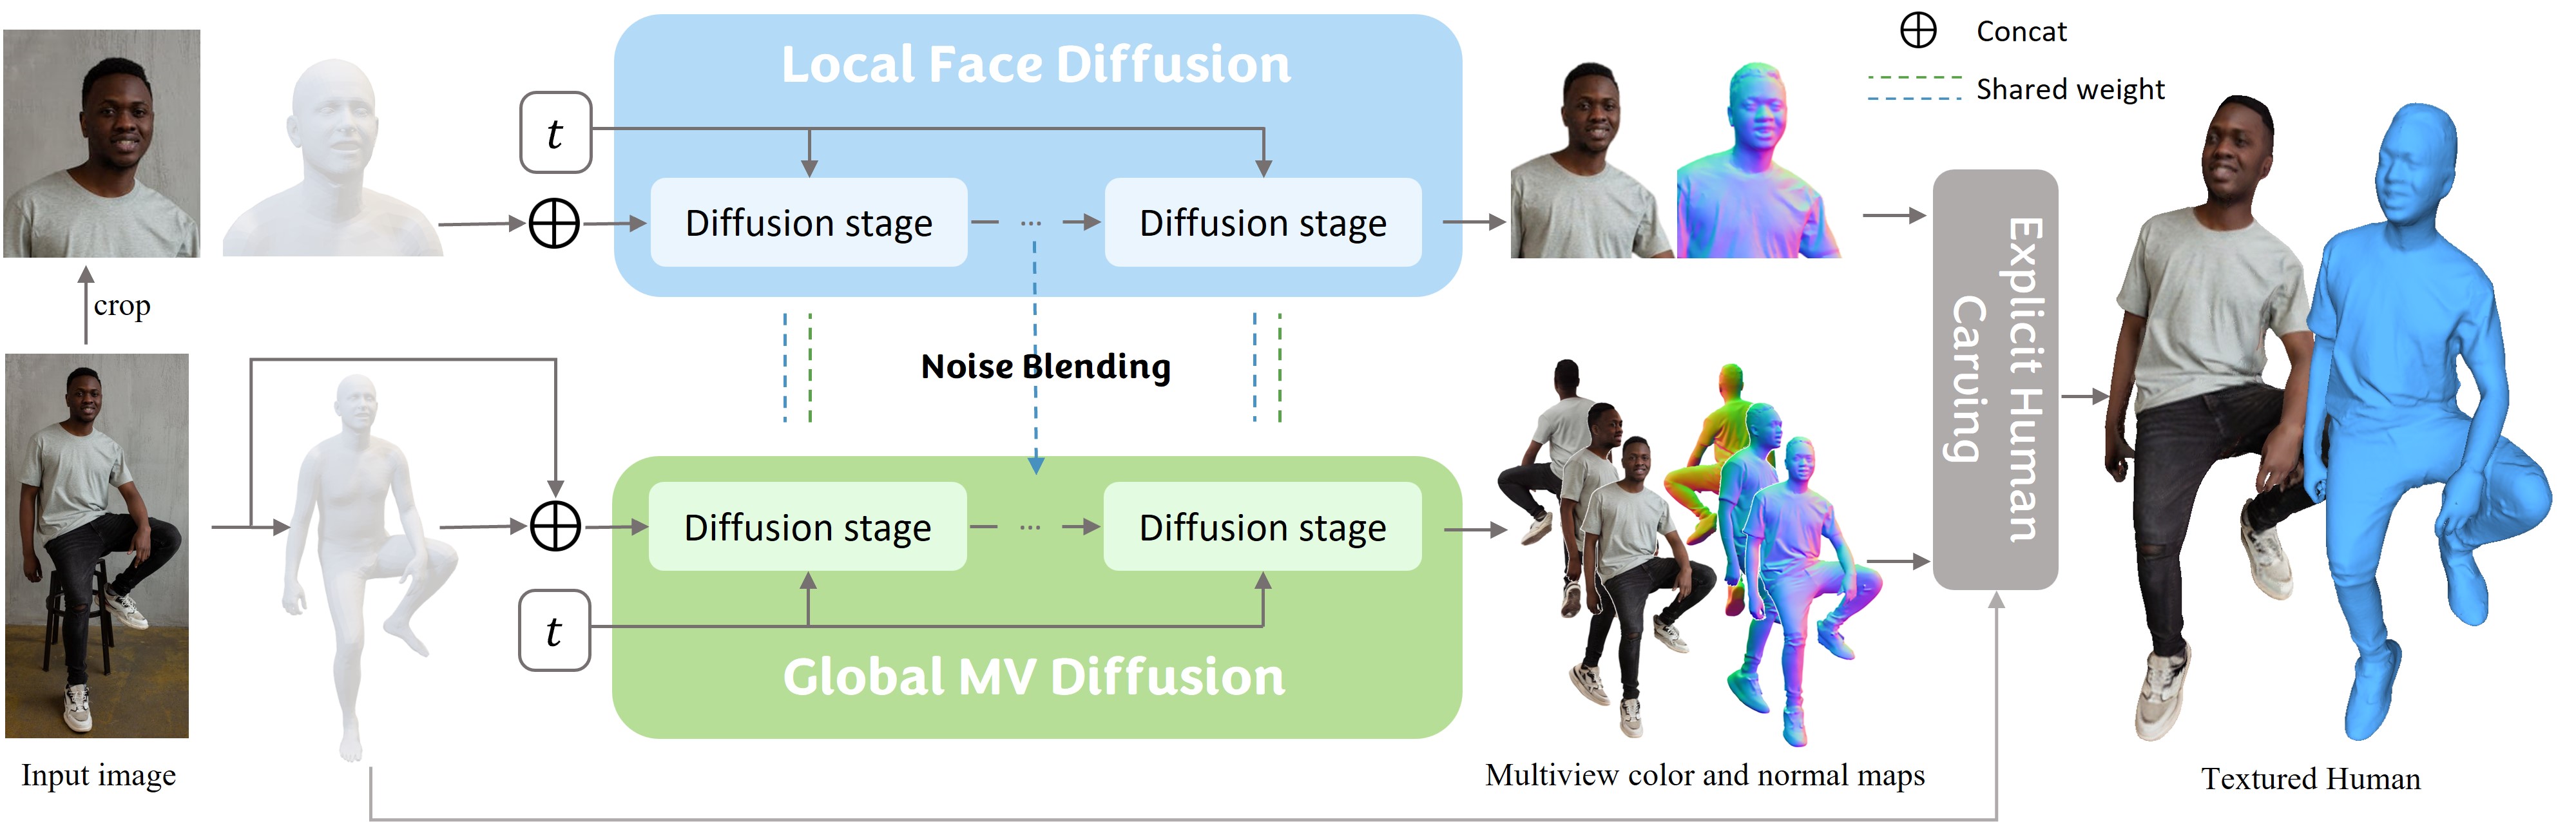 Local Face Diffusion
Concat
Shared weight
t
Diffusion stage
...
Diffusion stage
crop
Noise Blending
Explicit Human
Carving
Diffusion stage
...
Diffusion stage
t
Global MV Diffusion
Input image
Multiview color and normal maps
Textured Human